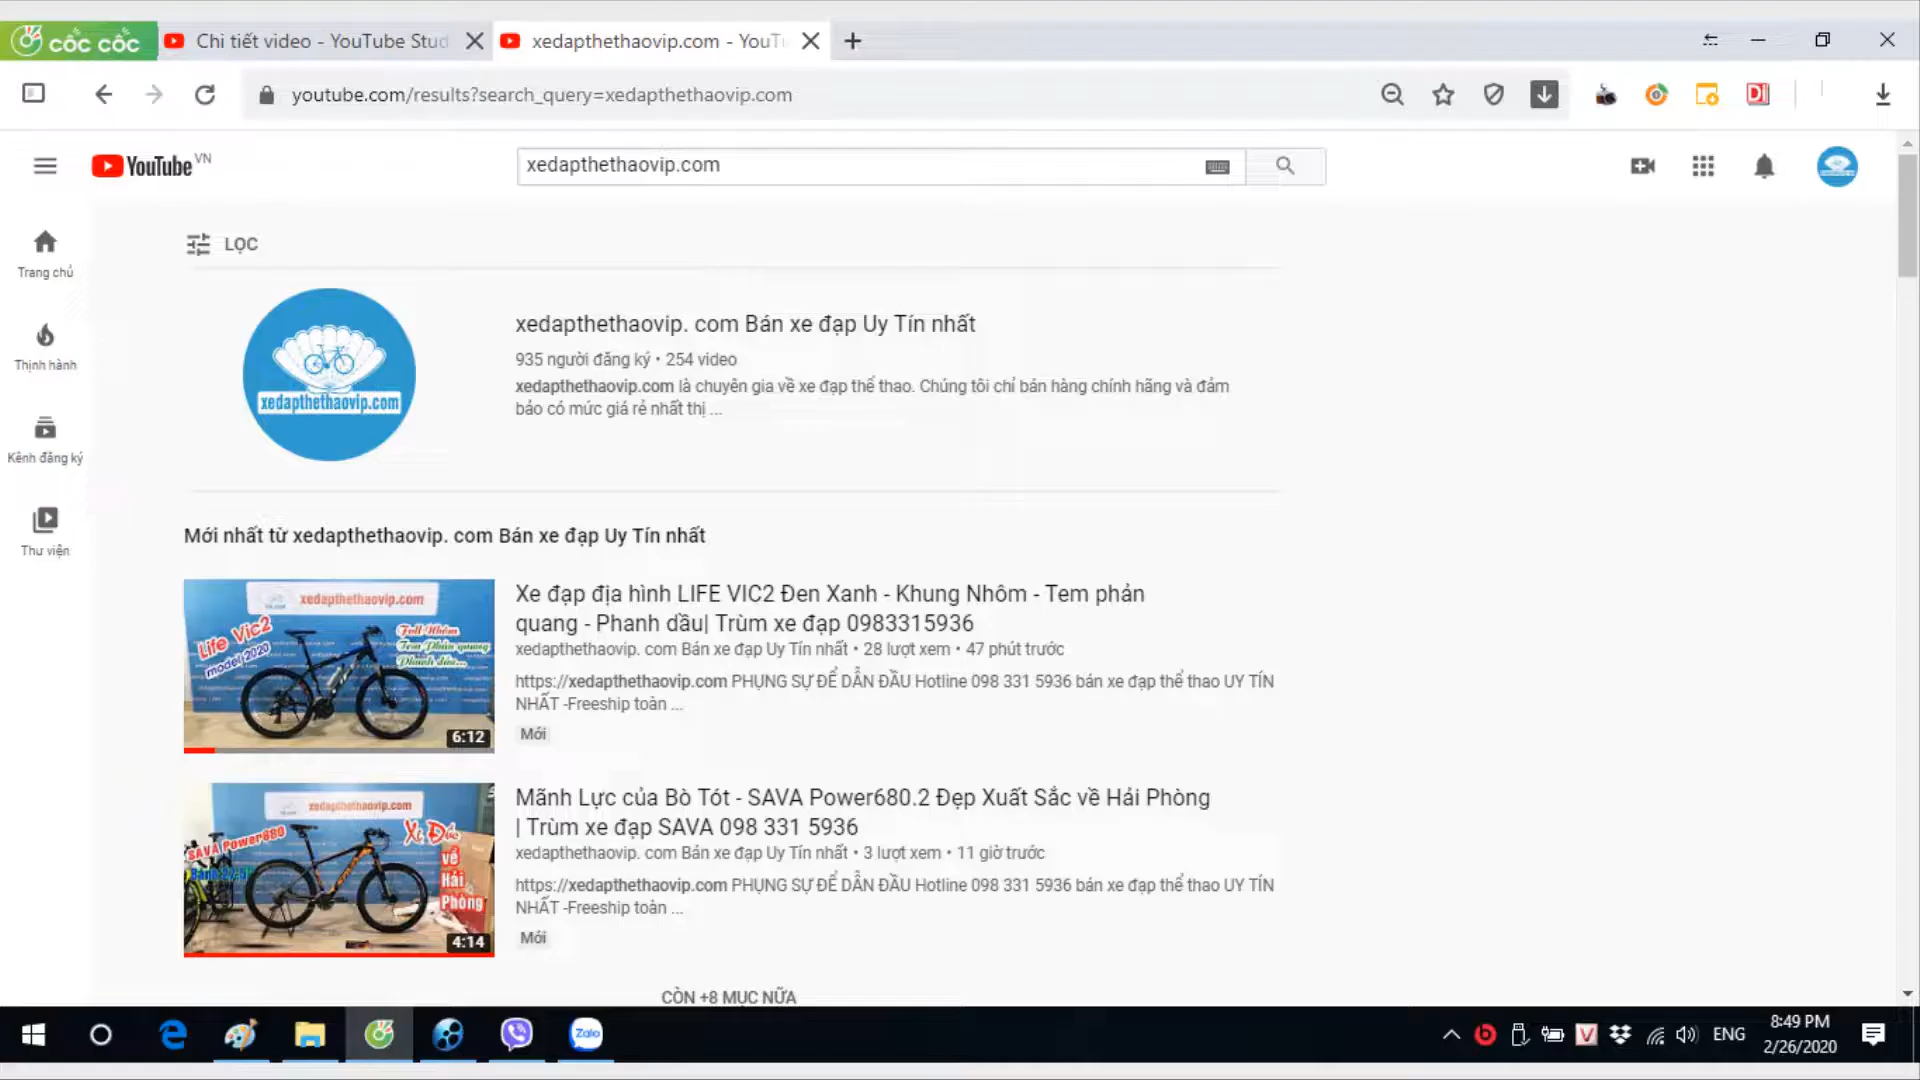 cốc cốc
Chi tiết video - YouTube Stud
xedapthethaovip.com - YouT
youtube.com/results?search_query=xedapthethaovip.com
YouTube VN
xedapthethaovip.com
Trang chủ
Thịnh hành
Kênh đăng ký
Thư viện
LỌC
xedapthethaovip.com
xedapthethaovip. com Bán xe đạp Uy Tín nhất
935 người đăng ký • 254 video
xedapthethaovip.com là chuyên gia về xe đạp thể thao. Chúng tôi chỉ bán hàng chính hãng và đảm
bảo có mức giá rẻ nhất thị ...
Mới nhất từ xedapthethaovip. com Bán xe đạp Uy Tín nhất
xedapthethaovip.com
Life Vic2
model 2020
Full Nhôm
Tem Phản quang
Phanh dầu...
6:12
Xe đạp địa hình LIFE VIC2 Đen Xanh - Khung Nhôm - Tem phản
quang - Phanh dầu| Trùm xe đạp 0983315936
xedapthethaovip. com Bán xe đạp Uy Tín nhất • 28 lượt xem • 47 phút trước
https://xedapthethaovip.com PHỤNG SỰ ĐỂ DẪN ĐẦU Hotline 098 331 5936 bán xe đạp thể thao UY TÍN
NHẤT -Freeship toàn ...
Mới
xedapthethaovip.com
SAVA Power680
Xì Dốc
về
Hải
Phòng
4:14
Mãnh Lực của Bò Tót - SAVA Power680.2 Đẹp Xuất Sắc về Hải Phòng
| Trùm xe đạp SAVA 098 331 5936
xedapthethaovip. com Bán xe đạp Uy Tín nhất • 3 lượt xem • 11 giờ trước
https://xedapthethaovip.com PHỤNG SỰ ĐỂ DẪN ĐẦU Hotline 098 331 5936 bán xe đạp thể thao UY TÍN
NHẤT -Freeship toàn ...
Mới
CÒN +8 MỤC NỮA
Zalo
ENG
8:49 PM
2/26/2020